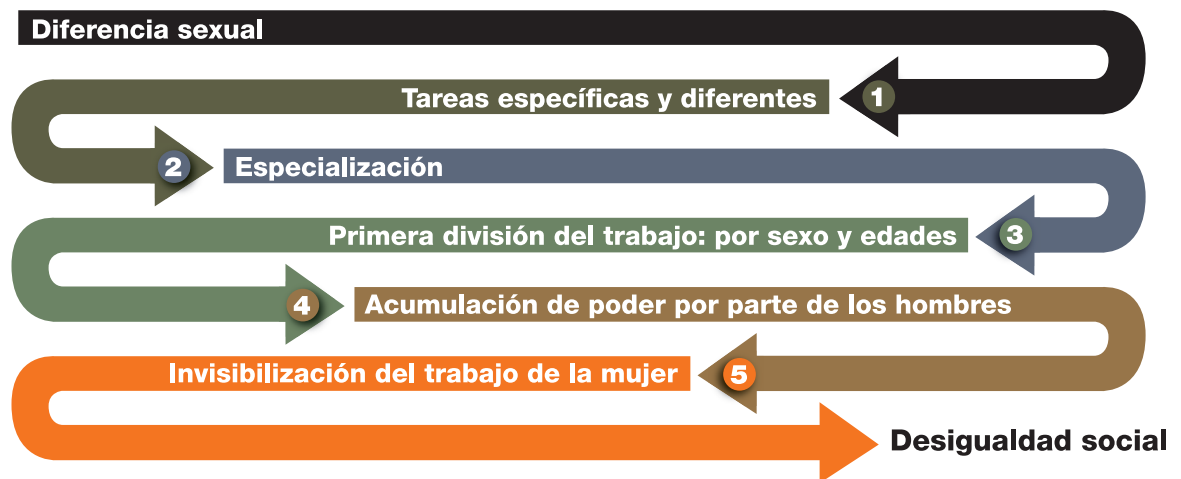 Diferencia sexual
1
Tareas específicas y diferentes
2
Especialización
3
Primera división del trabajo: por sexo y edades
4
Acumulación de poder por parte de los hombres
5
Invisibilización del trabajo de la mujer
Desigualdad social